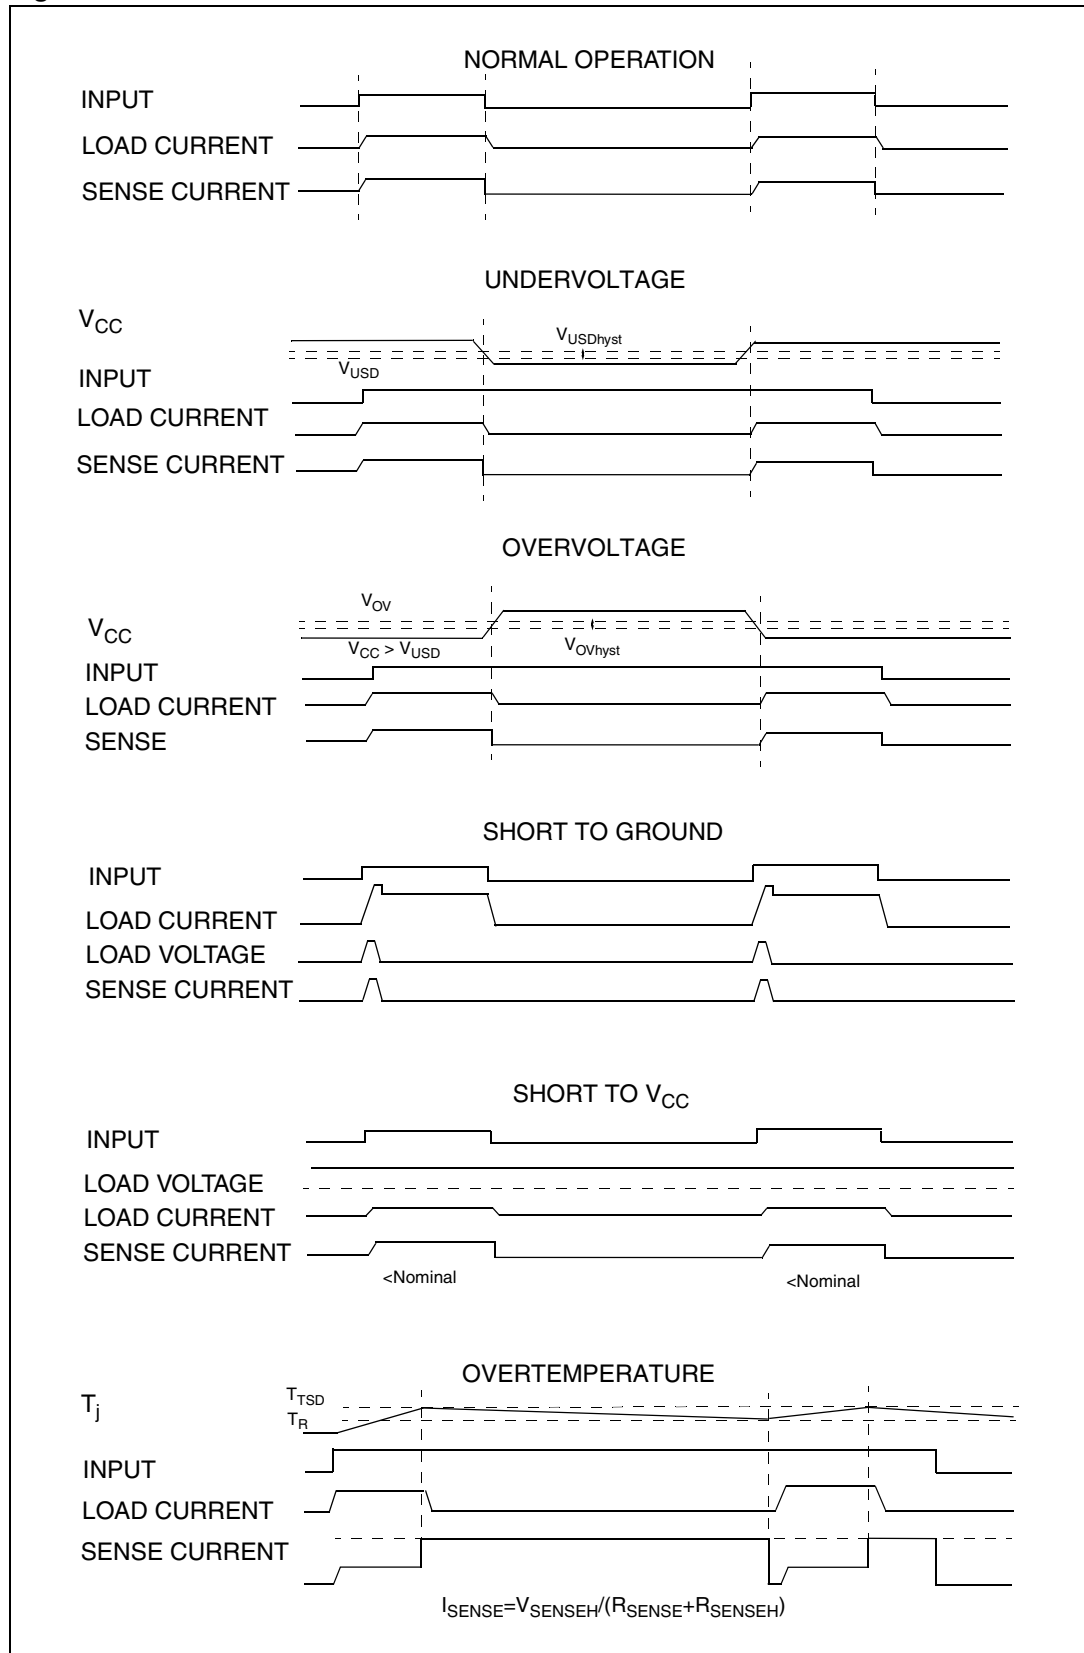 NORMAL OPERATION
INPUT
LOAD CURRENT
SENSE CURRENT
UNDERVOLTAGE
VCC
VUSDhyst
VUSD
INPUT
LOAD CURRENT
SENSE CURRENT
OVERVOLTAGE
VOV
VCC
VCC > VUSD
VOVhyst
INPUT
LOAD CURRENT
SENSE
SHORT TO GROUND
INPUT
LOAD CURRENT
LOAD VOLTAGE
SENSE CURRENT
SHORT TO VCC
INPUT
LOAD VOLTAGE
LOAD CURRENT
SENSE CURRENT
<Nominal <Nominal
OVERTEMPERATURE
Tj
TTSD
TR
INPUT
LOAD CURRENT
SENSE CURRENT
ISENSE=VSENSEH/(RSENSE+RSENSEH)